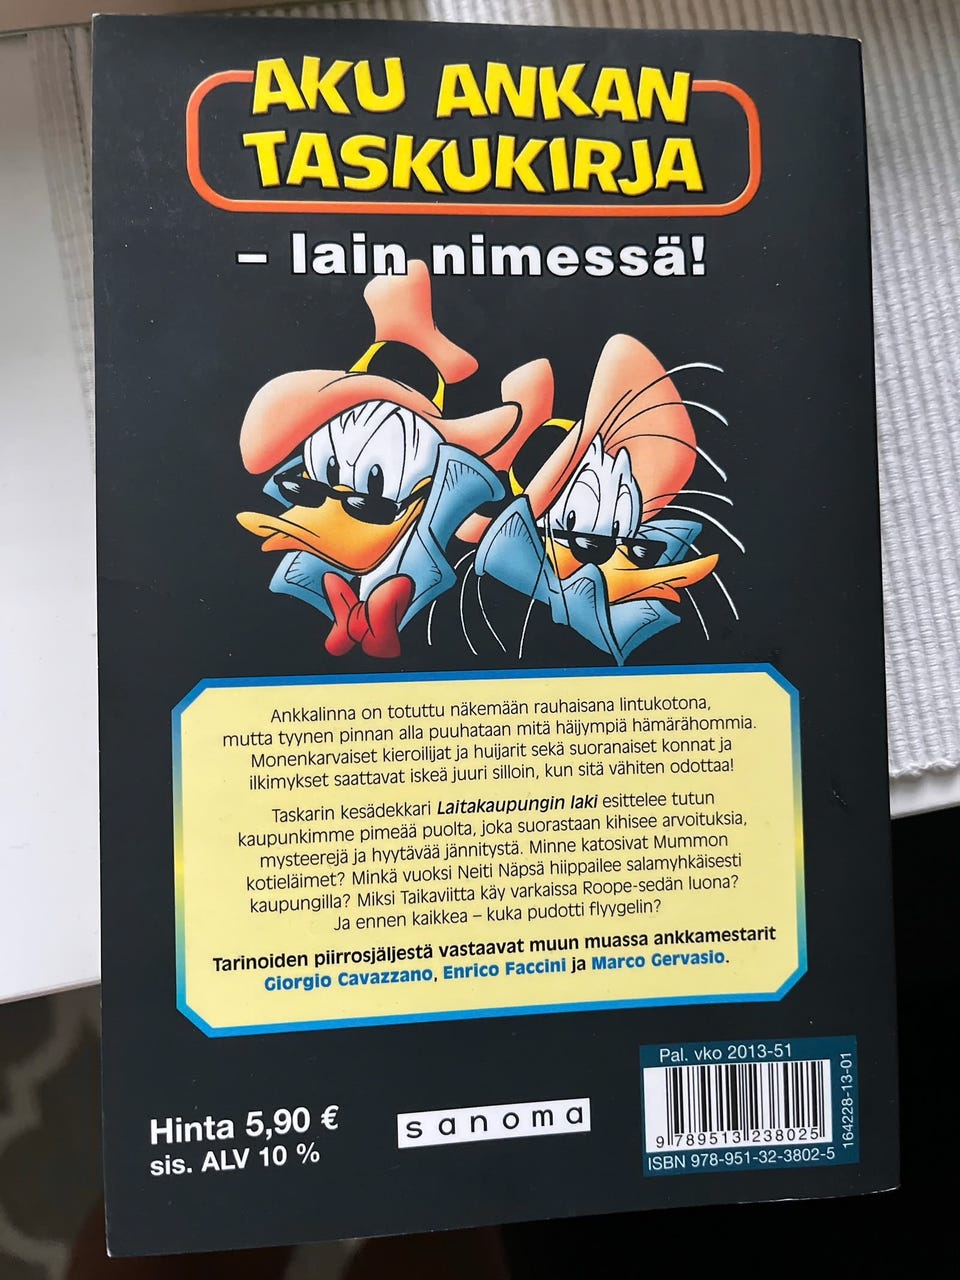 AKU ANKAN
TASKUKIRJA
– lain nimessä!
Ankkalinna on totuttu näkemään rauhaisana lintukotona,
mutta tyynen pinnan alla puuhataan mitä häijympiä hämärähommia.
Monenkarvaiset kieroilijat ja huijarit sekä suoranaiset konnat ja
ilkimykset saattavat iskeä juuri silloin, kun sitä vähiten odottaa!
Taskarin kesädekkari Laitakaupungin laki esittelee tutun
kaupunkimme pimeää puolta, joka suorastaan kihisee arvoituksia,
mysteerejä ja hyytävää jännitystä. Minne katosivat Mummon
kotieläimet? Minkä vuoksi Neiti Näpsä hiippailee salamyhkäisesti
kaupungilla? Miksi Taikaviitta käy varkaissa Roope-sedän luona?
Ja ennen kaikkea – kuka pudotti flyygelin?
Tarinoiden piirrosjäljestä vastaavat muun muassa ankkamestarit
Giorgio Cavazzano, Enrico Faccini ja Marco Gervasio.
Hinta 5,90 €
sis. ALV 10 %
sanoma
Pal. vko 2013-51
9 789513 238025
ISBN 978-951-32-3802-5
164228-13-01